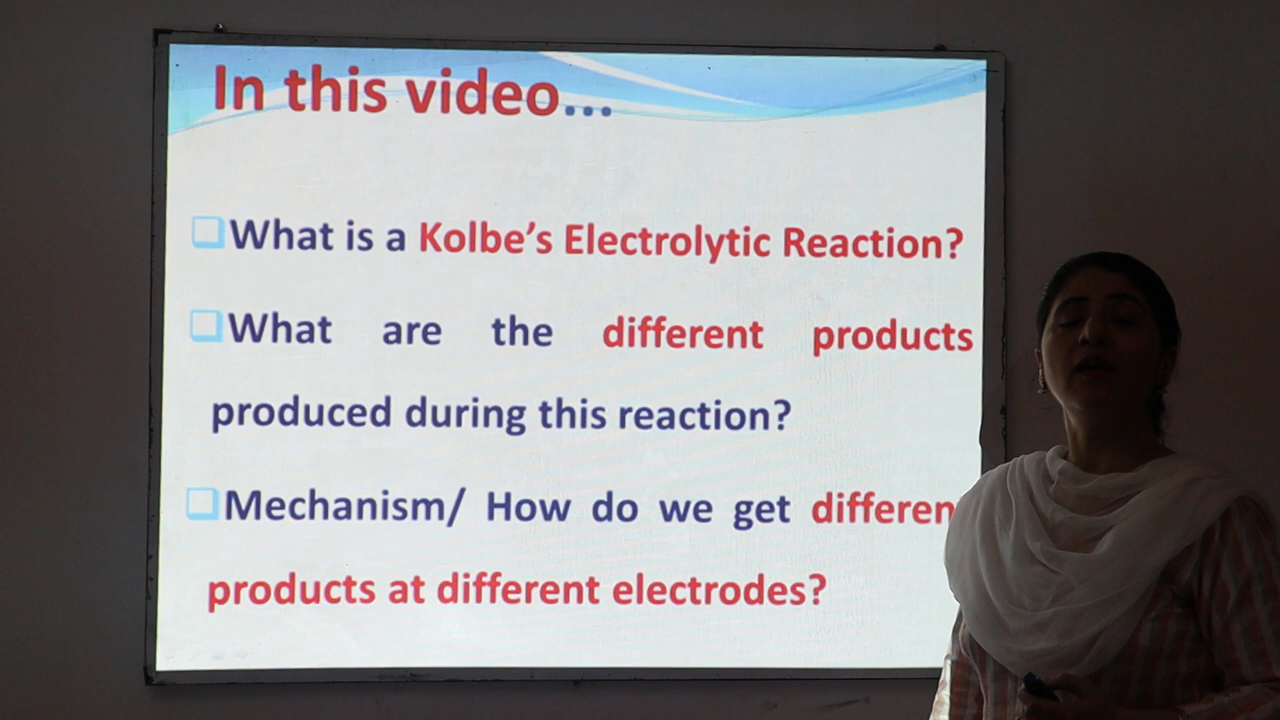 In this video...
What is a Kolbe's Electrolytic Reaction?
What are the different products
produced during this reaction?
Mechanism/ How do we get differen
products at different electrodes?